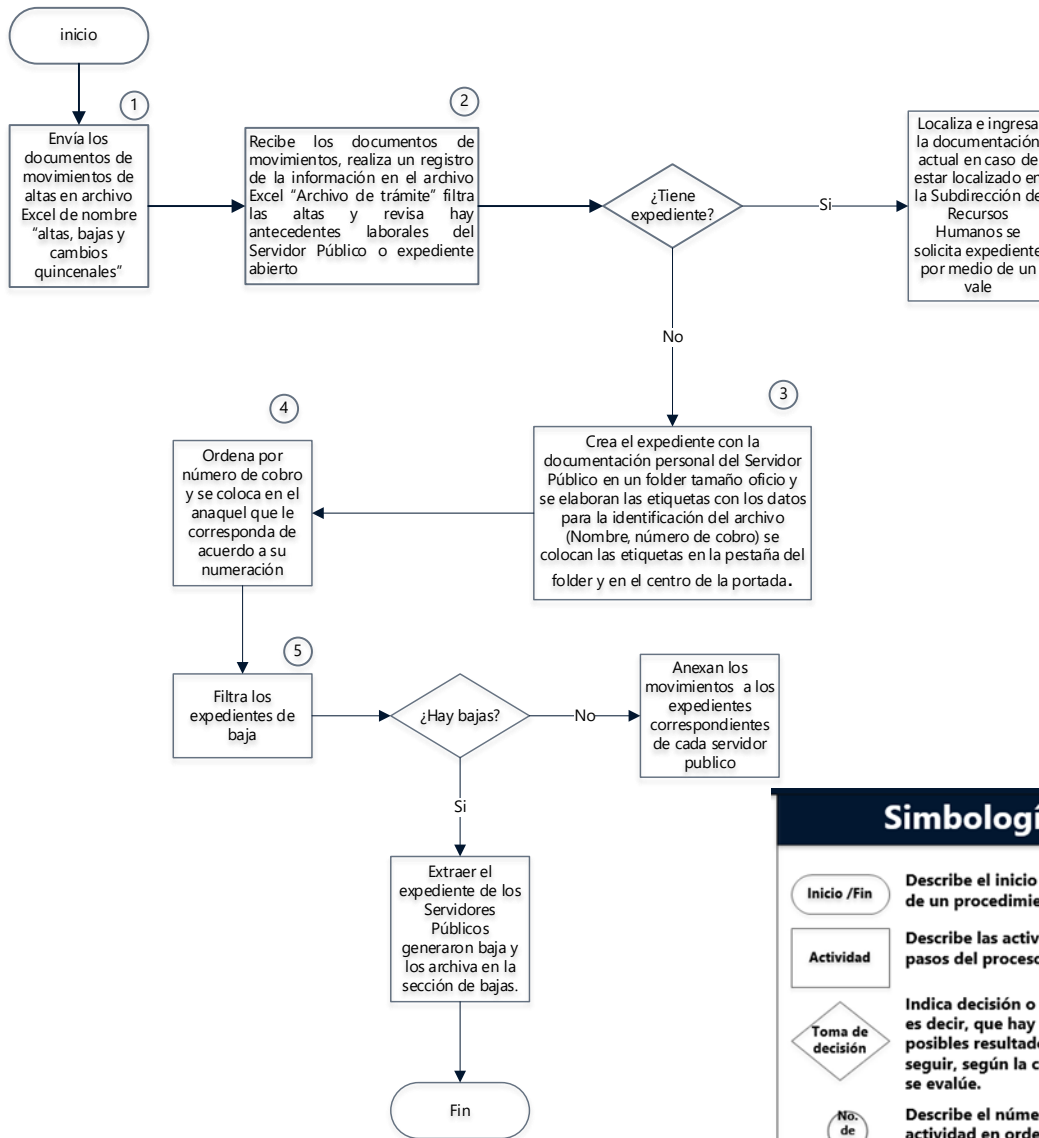 inicio
1
Envía los
documentos de
movimientos de
altas en archivo
Excel de nombre
“altas, bajas y
cambios
quincenales”
2
Recibe los documentos de
movimientos, realiza un registro
de la información en el archivo
Excel “Archivo de trámite” filtra
las altas y revisa hay
antecedentes laborales del
Servidor Público o expediente
abierto
¿Tiene
expediente?
Si
Localiza e ingresa
la documentación
actual en caso de
estar localizado en
la Subdirección de
Recursos
Humanos se
solicita expediente
por medio de un
vale
No
3
Crea el expediente con la
documentación personal del Servidor
Público en un folder tamaño oficio y
se elaboran las etiquetas con los datos
para la identificación del archivo
(Nombre, número de cobro) se
colocan las etiquetas en la pestaña del
folder y en el centro de la portada.
4
Ordena por
número de cobro
y se coloca en el
anaquel que le
corresponda de
acuerdo a su
numeración
5
Filtra los
expedientes de
baja
¿Hay bajas?
No
Anexan los
movimientos a los
expedientes
correspondientes
de cada servidor
publico
Si
Extraer el
expediente de los
Servidores
Públicos
generaron baja y
los archiva en la
sección de bajas.
Fin
Simbologí
Inicio /Fin
Describe el inicio
de un procedimie
Actividad
Describe las activ
pasos del proceso
Toma de
decisión
Indica decisión o
es decir, que hay
posibles resultado
seguir, según la c
se evalúe.
No.
de
Describe el núme
actividad en orde